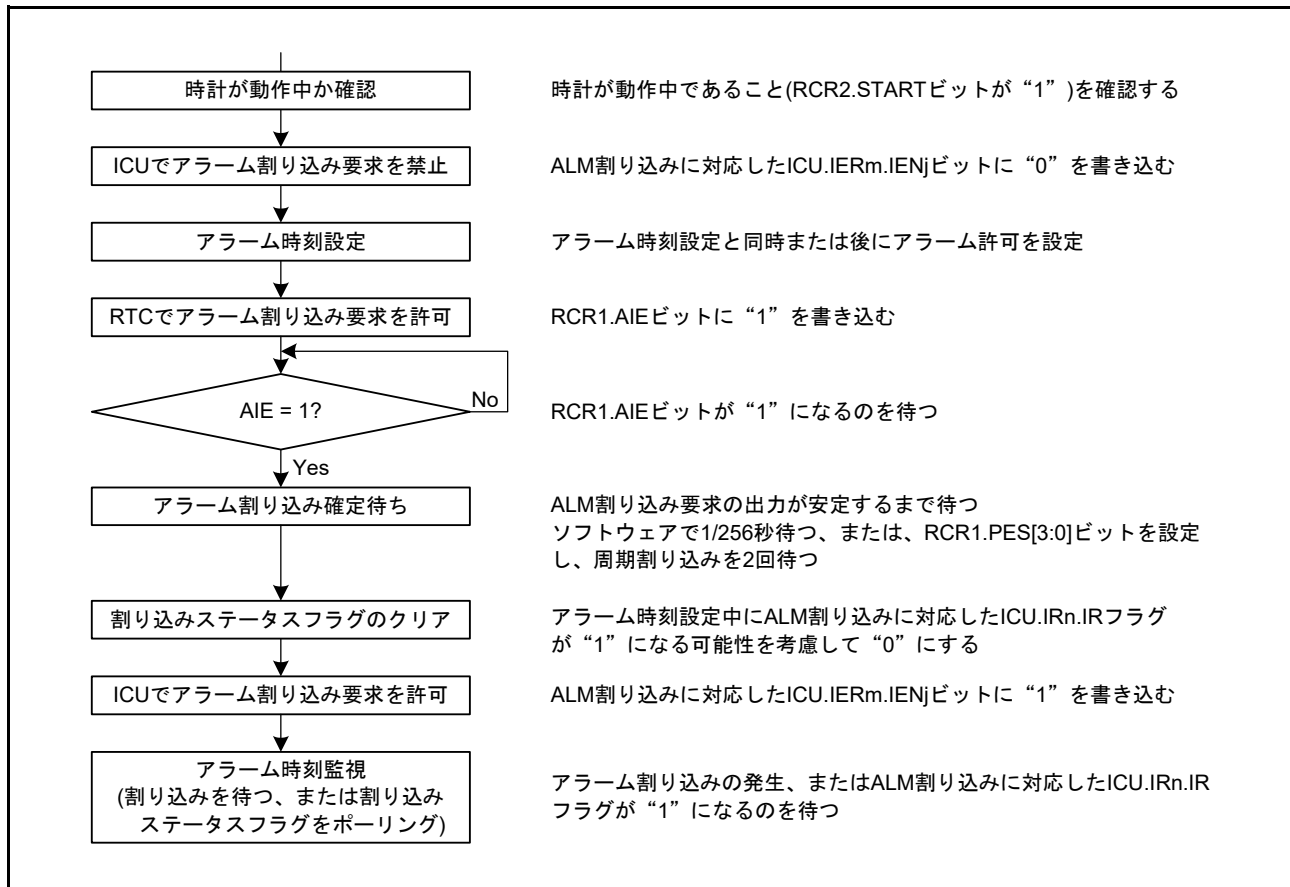 時計が動作中か確認
時計が動作中であること(RCR2.STARTビットが“1”)を確認する
ICUでアラーム割り込み要求を禁止
ALM割り込みに対応したICU.IERm.IENjビットに“0”を書き込む
アラーム時刻設定
アラーム時刻設定と同時または後にアラーム許可を設定
RTCでアラーム割り込み要求を許可
RCR1.AIEビットに“1”を書き込む
AIE = 1?
No
RCR1.AIEビットが“1”になるのを待つ
Yes
アラーム割り込み確定待ち
ALM割り込み要求の出力が安定するまで待つ
ソフトウェアで1/256秒待つ、または、RCR1.PES[3:0]ビットを設定
し、周期割り込みを2回待つ
割り込みステータスフラグのクリア
アラーム時刻設定中にALM割り込みに対応したICU.IRn.IRフラグ
が“1”になる可能性を考慮して“0”にする
ICUでアラーム割り込み要求を許可
ALM割り込みに対応したICU.IERm.IENjビットに“1”を書き込む
アラーム時刻監視
(割り込みを待つ、または割り込み
ステータスフラグをポーリング)
アラーム割り込みの発生、またはALM割り込みに対応したICU.IRn.IR
フラグが“1”になるのを待つ